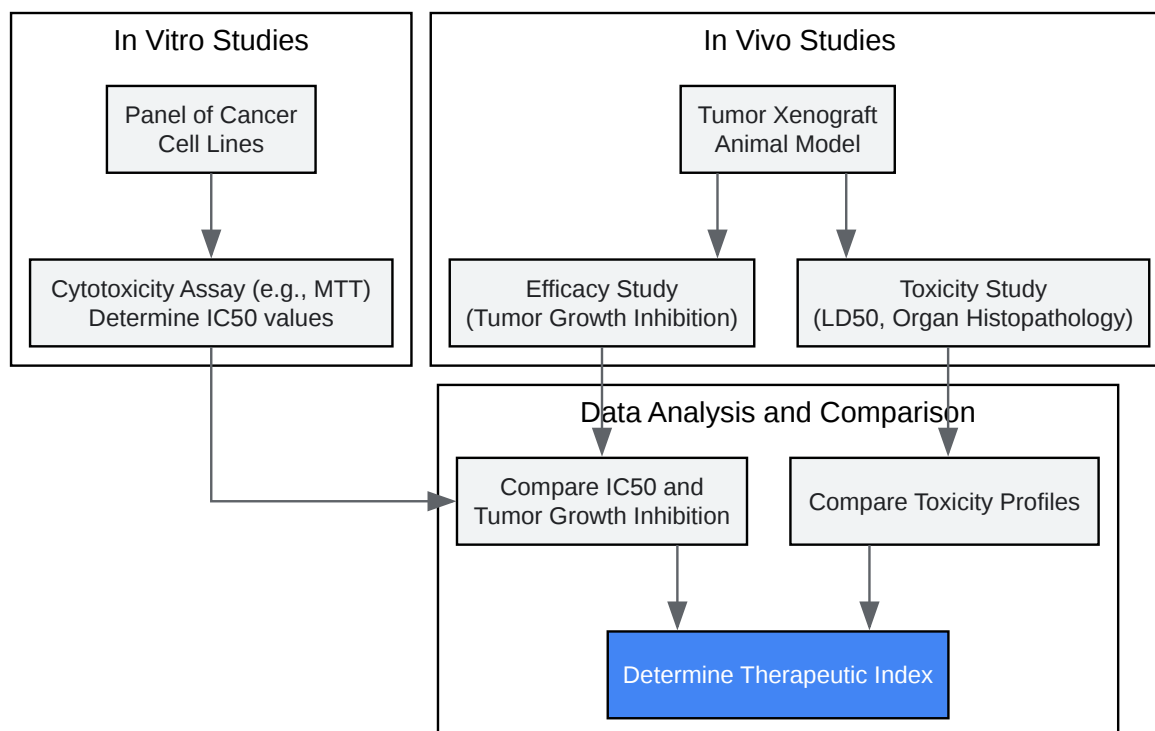 In Vitro Studies
Panel of Cancer
Cell Lines
Cytotoxicity Assay (e.g., MTT)
Determine IC50 values
In Vivo Studies
Tumor Xenograft
Animal Model
Efficacy Study
(Tumor Growth Inhibition)
Toxicity Study
(LD50, Organ Histopathology)
Data Analysis and Comparison
Compare IC50 and
Tumor Growth Inhibition
Compare Toxicity Profiles
Determine Therapeutic Index